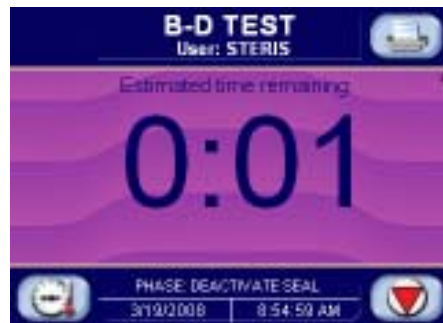 B-D TEST
User: STERIS
Estimated time remaining
0:01
PHASE: DEACTIVATE SEAL
3/19/2008 8:54:59 AM